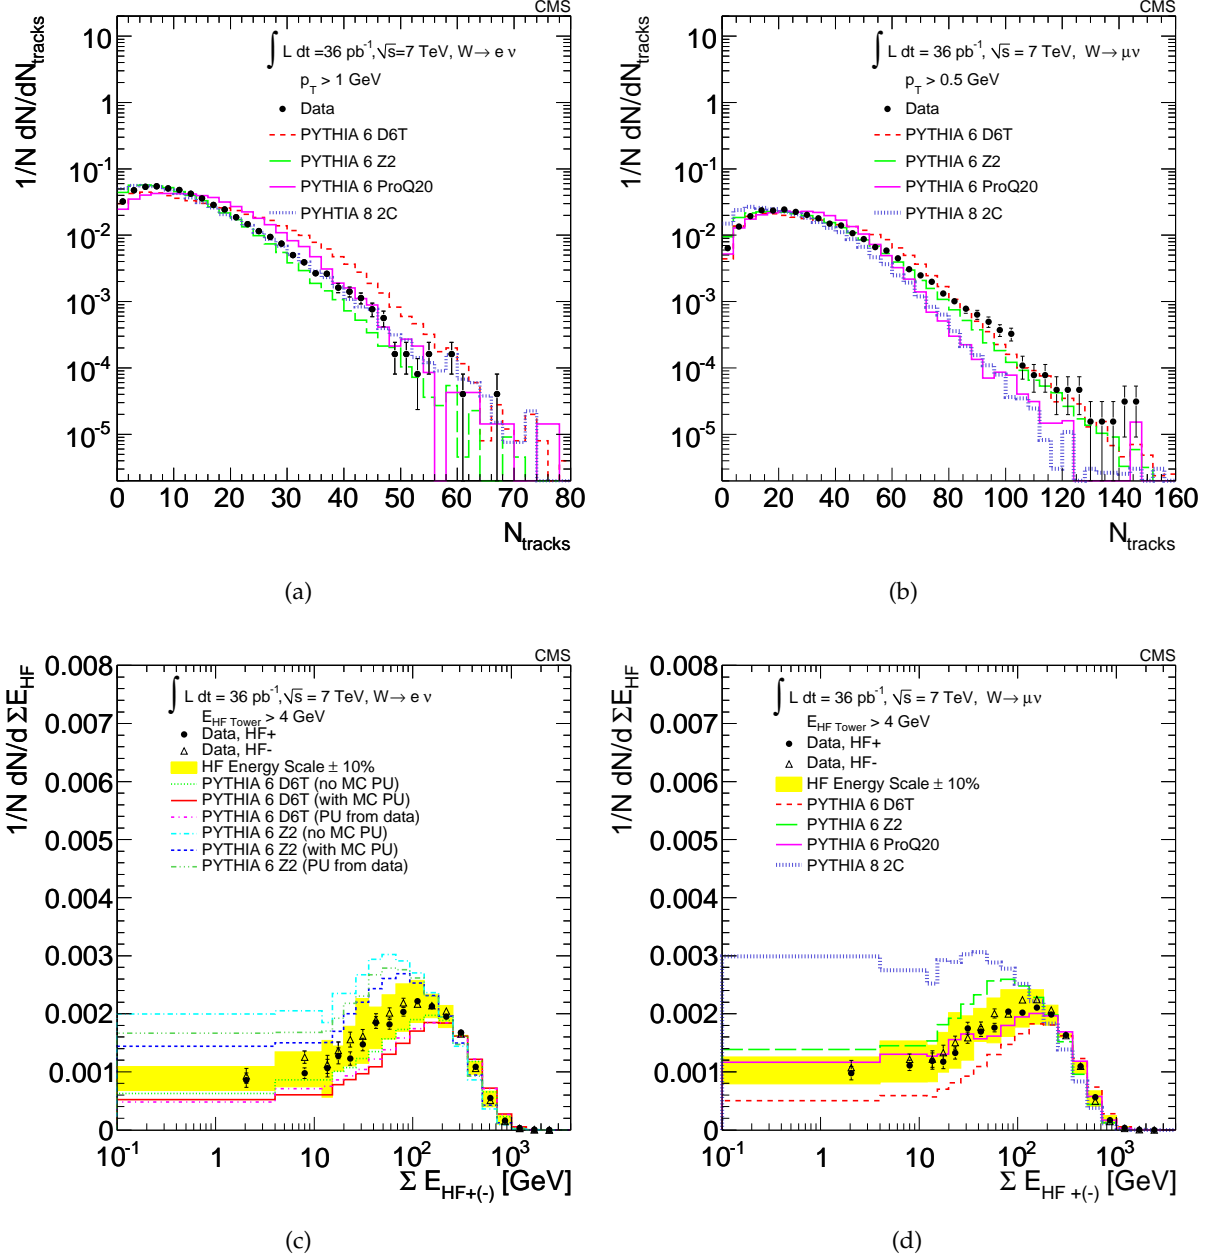 CMS
∫ L dt =36 pb⁻¹,√s=7 TeV, W→ e ν
p_T > 1 GeV
Data
PYTHIA 6 D6T
PYTHIA 6 Z2
PYTHIA 6 ProQ20
PYHTIA 8 2C
1/N dN/dN_tracks
10
1
10⁻¹
10⁻²
10⁻³
10⁻⁴
10⁻⁵
0 10 20 30 40 50 60 70 80
N_tracks
(a)
CMS
∫ L dt = 36 pb⁻¹, √s = 7 TeV, W→ μν
p_T > 0.5 GeV
Data
PYTHIA 6 D6T
PYTHIA 6 Z2
PYTHIA 6 ProQ20
PYTHIA 8 2C
1/N dN/dN_tracks
10
1
10⁻¹
10⁻²
10⁻³
10⁻⁴
10⁻⁵
0 20 40 60 80 100 120 140 160
N_tracks
(b)
CMS
∫ L dt = 36 pb⁻¹,√s = 7 TeV, W→ e ν
E_HF Tower > 4 GeV
Data, HF+
Data, HF-
HF Energy Scale ± 10%
PYTHIA 6 D6T (no MC PU)
PYTHIA 6 D6T (with MC PU)
PYTHIA 6 D6T (PU from data)
PYTHIA 6 Z2 (no MC PU)
PYTHIA 6 Z2 (with MC PU)
PYTHIA 6 Z2 (PU from data)
1/N dN/d ΣE_HF
0.008
0.007
0.006
0.005
0.004
0.003
0.002
0.001
0
10⁻¹ 1 10 10² 10³
Σ E_HF+(-) [GeV]
(c)
CMS
∫ L dt = 36 pb⁻¹, √s = 7 TeV, W→ μν
E_HF Tower > 4 GeV
Data, HF+
Data, HF-
HF Energy Scale ± 10%
PYTHIA 6 D6T
PYTHIA 6 Z2
PYTHIA 6 ProQ20
PYTHIA 8 2C
1/N dN/d ΣE_HF
0.008
0.007
0.006
0.005
0.004
0.003
0.002
0.001
0
10⁻¹ 1 10 10² 10³
Σ E_HF +(-) [GeV]
(d)